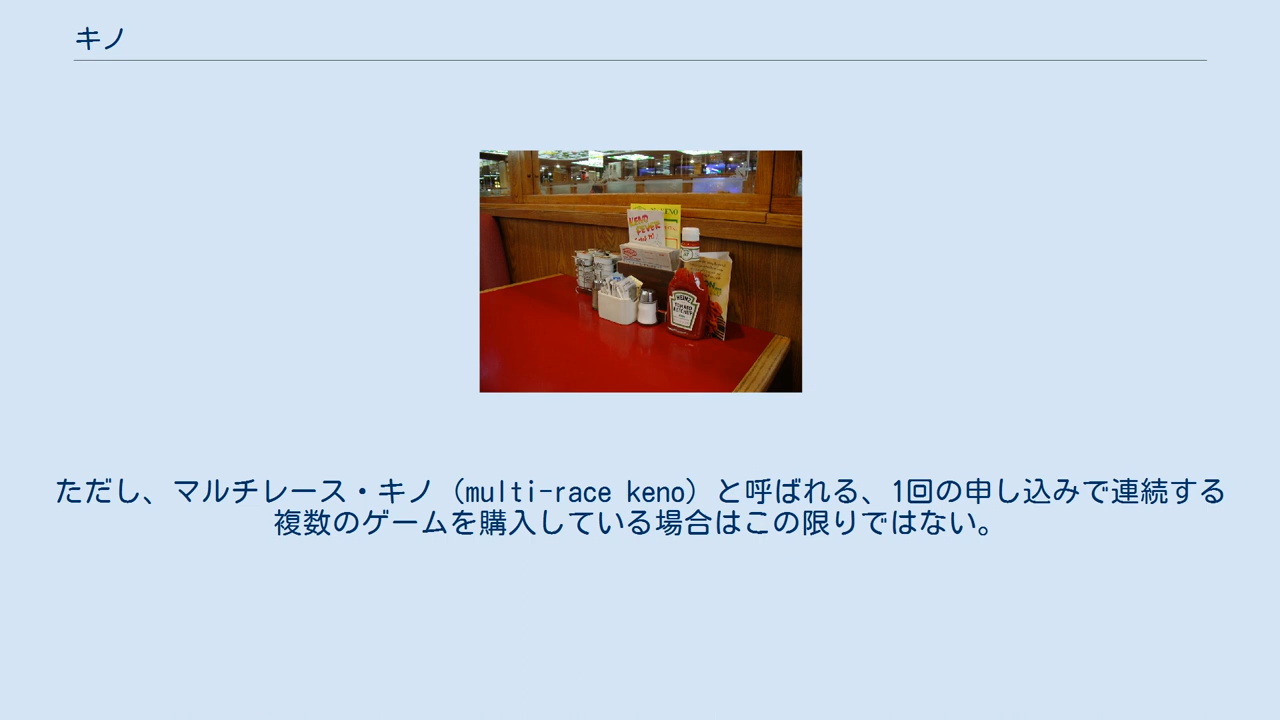 キノ
KENO
FEVER
HEINZ
ただし、マルチレース・キノ（multi-race keno）と呼ばれる、1回の申し込みで連続する
複数のゲームを購入している場合はこの限りではない。